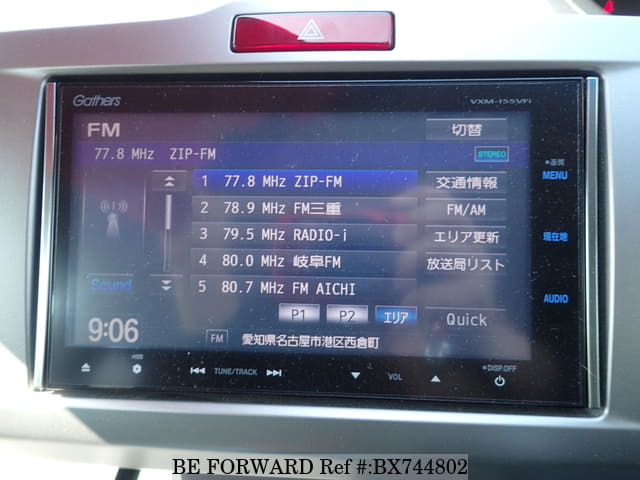 Gathers
VXM-155VFi
FM
切替
77.8 MHz ZIP-FM
STEREO
1 77.8 MHz ZIP-FM
交通情報
2 78.9 MHz FM三重
FM/AM
3 79.5 MHz RADIO-i
エリア更新
4 80.0 MHz 岐阜FM
放送局リスト
5 80.7 MHz FM AICHI
Sound
P1
P2
エリア
Quick
9:06
FM
愛知県名古屋市港区西倉町
画質
MENU
現在地
AUDIO
TUNE/TRACK
VOL
DISP.OFF
BE FORWARD Ref #:BX744802